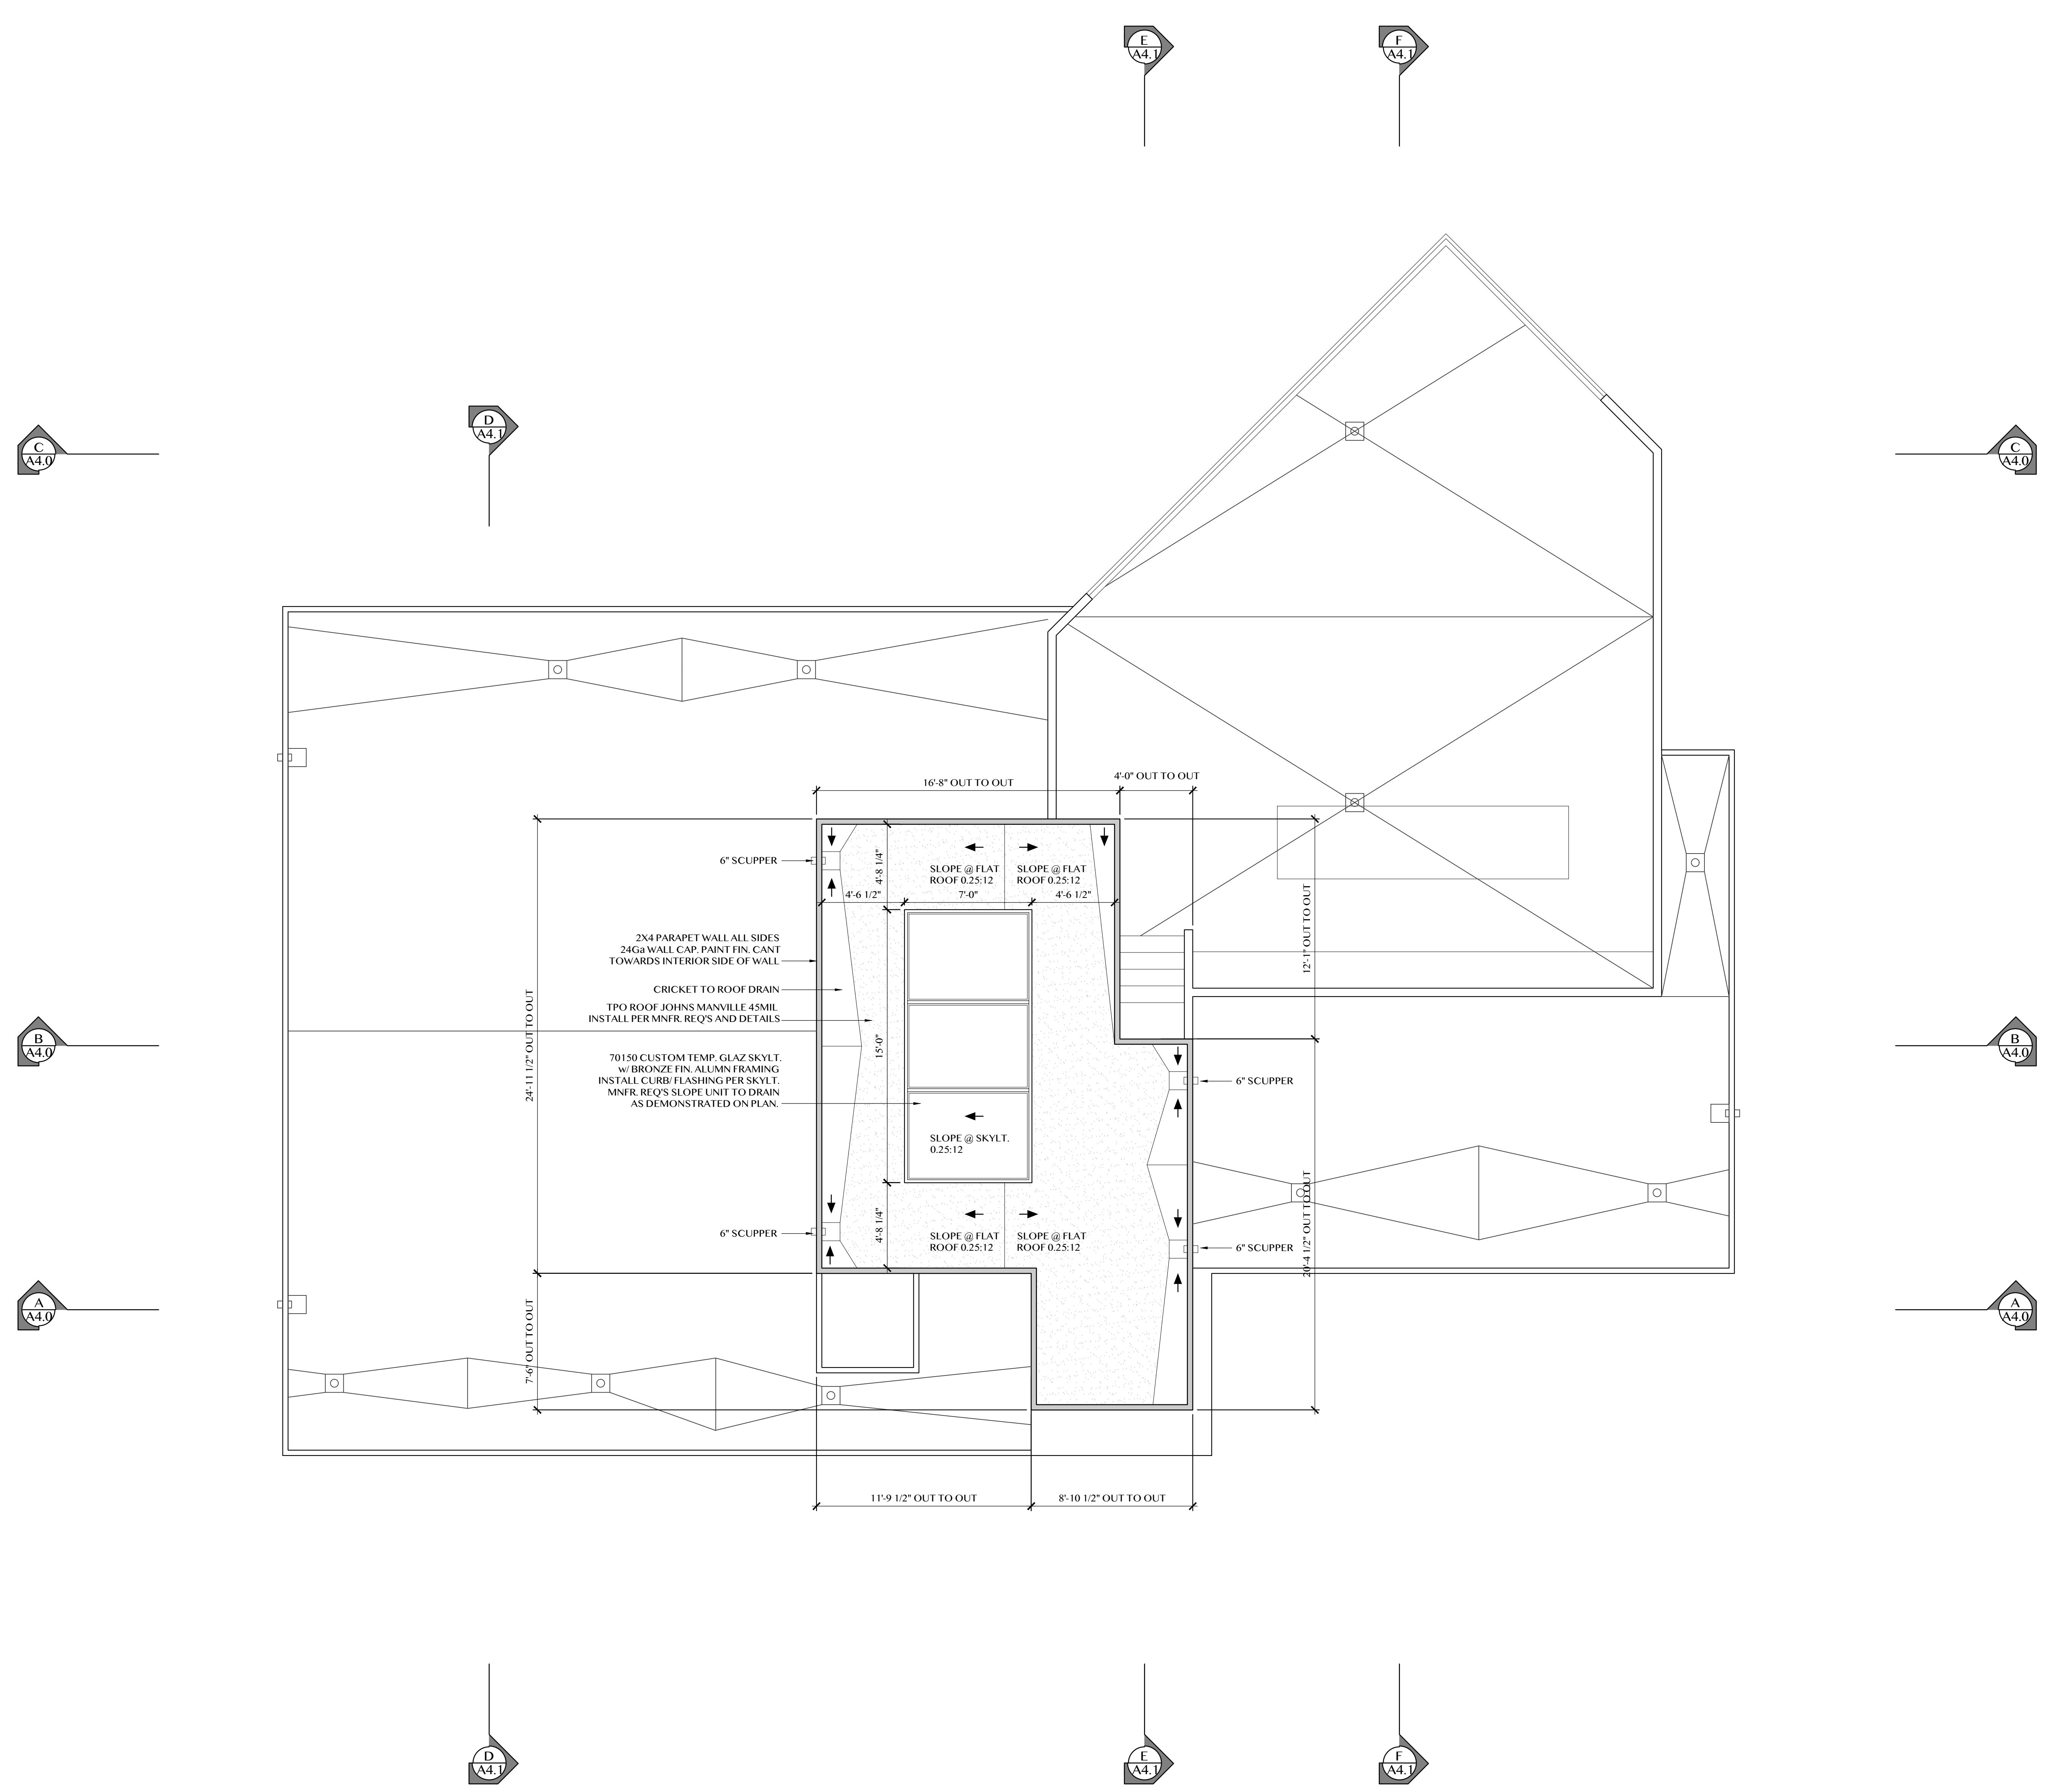 E
A4.1
F
A4.1
D
A4.1
C
A4.0
C
A4.0
16'-8" OUT TO OUT
4'-0" OUT TO OUT
6" SCUPPER
4'-8 1/4"
SLOPE @ FLAT
ROOF 0.25:12
SLOPE @ FLAT
ROOF 0.25:12
4'-6 1/2"
7'-0"
4'-6 1/2"
12'-1" OUT TO OUT
2X4 PARAPET WALL ALL SIDES
24Ga WALL CAP. PAINT FIN. CANT
TOWARDS INTERIOR SIDE OF WALL
CRICKET TO ROOF DRAIN
TPO ROOF JOHNS MANVILLE 45MIL
INSTALL PER MNFR. REQ'S AND DETAILS
24'-11 1/2" OUT TO OUT
15'-0"
B
A4.0
B
A4.0
70150 CUSTOM TEMP. GLAZ SKYLT.
w/ BRONZE FIN. ALUMN FRAMING
INSTALL CURB/ FLASHING PER SKYLT.
MNFR. REQ'S SLOPE UNIT TO DRAIN
AS DEMONSTRATED ON PLAN.
6" SCUPPER
SLOPE @ SKYLT.
0.25:12
6" SCUPPER
4'-8 1/4"
SLOPE @ FLAT
ROOF 0.25:12
SLOPE @ FLAT
ROOF 0.25:12
6" SCUPPER
20'-4 1/2" OUT TO OUT
A
A4.0
A
A4.0
7'-6" OUT TO OUT
11'-9 1/2" OUT TO OUT
8'-10 1/2" OUT TO OUT
D
A4.1
E
A4.1
F
A4.1